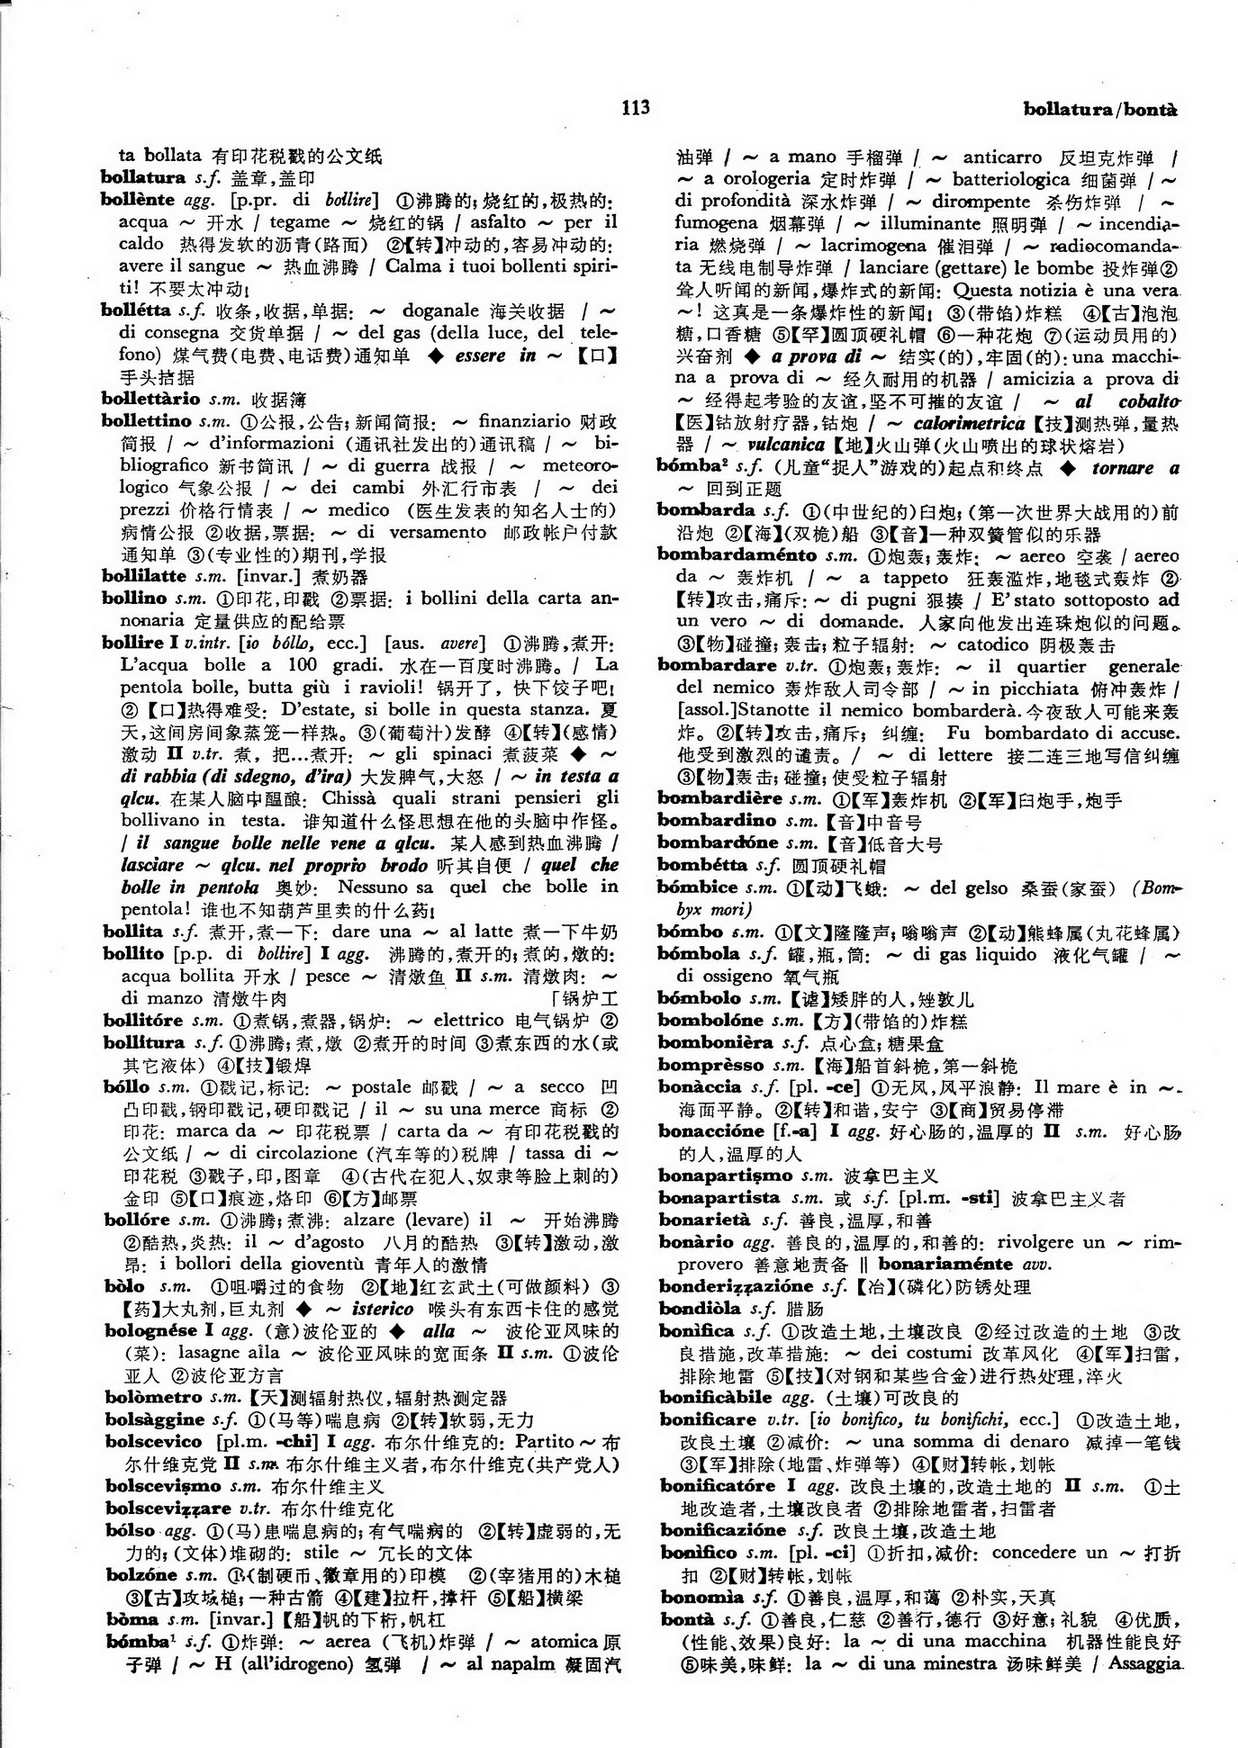 113
bollatura/bontà
ta bollata 有印花税戳的公文纸
bollatura s.f. 盖章,盖印
bollènte agg. [p.pr. di bollire] ①沸腾的;烧红的,极热的:
acqua ~ 开水 / tegame ~ 烧红的锅 / asfalto ~ per il
caldo 热得发软的沥青(路面) ②【转】冲动的,容易冲动的:
avere il sangue ~ 热血沸腾 / Calma i tuoi bollenti spiri-
ti! 不要太冲动!
bollétta s.f. 收条,收据,单据: ~ doganale 海关收据 / ~
di consegna 交货单据 / ~ del gas (della luce, del tele-
fono) 煤气费(电费、电话费)通知单 ◆ essere in ~ 【口】
手头拮据
bollettàrio s.m. 收据簿
bollettino s.m. ①公报,公告;新闻简报: ~ finanziario 财政
简报 / ~ d'informazioni (通讯社发出的)通讯稿 / ~ bi-
bliografico 新书简讯 / ~ di guerra 战报 / ~ meteoro-
logico 气象公报 / ~ dei cambi 外汇行市表 / ~ dei
prezzi 价格行情表 / ~ medico (医生发表的知名人士的)
病情公报 ②收据,票据: ~ di versamento 邮政帐户付款
通知单 ③(专业性的)期刊,学报
bollilatte s.m. [invar.] 煮奶器
bollino s.m. ①印花,印戳 ②票据: i bollini della carta an-
nonaria 定量供应的配给票
bollire I v.intr. [io bóllo, ecc.] [aus. avere] ①沸腾,煮开:
L'acqua bolle a 100 gradi. 水在一百度时沸腾。 / La
pentola bolle, butta giù i ravioli! 锅开了, 快下饺子吧!
② 【口】热得难受: D'estate, si bolle in questa stanza. 夏
天,这间房间象蒸笼一样热。 ③(葡萄汁)发酵 ④【转】(感情)
激动 II v.tr. 煮, 把…煮开: ~ gli spinaci 煮菠菜 ◆ ~
di rabbia (di sdegno, d'ira) 大发脾气,大怒 / ~ in testa a
qlcu. 在某人脑中酝酿: Chissà quali strani pensieri gli
bollivano in testa. 谁知道什么怪思想在他的头脑中作怪。
/ il sangue bolle nelle vene a qlcu. 某人感到热血沸腾 /
lasciare ~ qlcu. nel proprio brodo 听其自便 / quel che
bolle in pentola 奥妙: Nessuno sa quel che bolle in
pentola! 谁也不知葫芦里卖的什么药!
bollita s.f. 煮开,煮一下: dare una ~ al latte 煮一下牛奶
bollito [p.p. di bollire] I agg. 沸腾的,煮开的;煮的,燉的:
acqua bollita 开水 / pesce ~ 清燉鱼 II s.m. 清燉肉: ~
di manzo 清燉牛肉 「锅炉工
bollitóre s.m. ①煮锅,煮器,锅炉: ~ elettrico 电气锅炉 ②
bollitura s.f. ①沸腾;煮,燉 ②煮开的时间 ③煮东西的水(或
其它液体) ④【技】锻焊
bóllo s.m. ①戳记,标记: ~ postale 邮戳 / ~ a secco 凹
凸印戳,钢印戳记,硬印戳记 / il ~ su una merce 商标 ②
印花: marca da ~ 印花税票 / carta da ~ 有印花税戳的
公文纸 / ~ di circolazione (汽车等的)税牌 / tassa di ~
印花税 ③戳子,印,图章 ④(古代在犯人、奴隶等脸上刺的)
金印 ⑤【口】痕迹,烙印 ⑥【方】邮票
bollóre s.m. ①沸腾;煮沸: alzare (levare) il ~ 开始沸腾
②酷热,炎热: il ~ d'agosto 八月的酷热 ③【转】激动,激
昂: i bollori della gioventù 青年人的激情
bòlo s.m. ①咀嚼过的食物 ②【地】红玄武土(可做颜料) ③
【药】大丸剂,巨丸剂 ◆ ~ isterico 喉头有东西卡住的感觉
bolognése I agg. (意)波伦亚的 ◆ alla ~ 波伦亚风味的
(菜): lasagne alla ~ 波伦亚风味的宽面条 II s.m. ①波伦
亚人 ②波伦亚方言
bolòmetro s.m. 【天】测辐射热仪,辐射热测定器
bolsàggine s.f. ①(马等)喘息病 ②【转】软弱,无力
bolscevico [pl.m. -chi] I agg. 布尔什维克的: Partito ~ 布
尔什维克党 II s.m. 布尔什维主义者,布尔什维克(共产党人)
bolscevismo s.m. 布尔什维主义
bolscevizzare v.tr. 布尔什维克化
bólso agg. ①(马)患喘息病的;有气喘病的 ②【转】虚弱的,无
力的;(文体)堆砌的: stile ~ 冗长的文体
bolzóne s.m. ①(制硬币、徽章用的)印模 ②(宰猪用的)木槌
③【古】攻城槌;一种古箭 ④【建】拉杆,撑杆 ⑤【船】横梁
bòma s.m. [invar.] 【船】帆的下桁,帆杠
bómba¹ s.f. ①炸弹: ~ aerea (飞机)炸弹 / ~ atomica 原
子弹 / ~ H (all'idrogeno) 氢弹 / ~ al napalm 凝固汽
油弹 / ~ a mano 手榴弹 / ~ anticarro 反坦克炸弹 /
~ a orologeria 定时炸弹 / ~ batteriologica 细菌弹 / ~
di profondità 深水炸弹 / ~ dirompente 杀伤炸弹 / ~
fumogena 烟幕弹 / ~ illuminante 照明弹 / ~ incendia-
ria 燃烧弹 / ~ lacrimogena 催泪弹 / ~ radiocomanda-
ta 无线电制导炸弹 / lanciare (gettare) le bombe 投炸弹②
耸人听闻的新闻,爆炸式的新闻: Questa notizia è una vera
~! 这真是一条爆炸性的新闻! ③(带馅)炸糕 ④【古】泡泡
糖,口香糖 ⑤【罕】圆顶硬礼帽 ⑥一种花炮 ⑦(运动员用的)
兴奋剂 ◆ a prova di ~ 结实(的),牢固(的): una macchi-
na a prova di ~ 经久耐用的机器 / amicizia a prova di
~ 经得起考验的友谊,坚不可摧的友谊 / ~ al cobalto
【医】钴放射疗器,钴炮 / ~ calorimetrica 【技】测热弹,量热
器 / ~ vulcanica 【地】火山弹(火山喷出的球状熔岩)
bómba² s.f. (儿童“捉人”游戏的)起点和终点 ◆ tornare a
~ 回到正题
bombarda s.f. ①(中世纪的)臼炮;(第一次世界大战用的)前
沿炮 ②【海】(双桅)船 ③【音】一种双簧管似的乐器
bombardaménto s.m. ①炮轰;轰炸: ~ aereo 空袭 / aereo
da ~ 轰炸机 / ~ a tappeto 狂轰滥炸,地毯式轰炸 ②
【转】攻击,痛斥: ~ di pugni 狠揍 / E' stato sottoposto ad
un vero ~ di domande. 人家向他发出连珠炮似的问题。
③【物】碰撞;轰击;粒子辐射: ~ catodico 阴极轰击
bombardare v.tr. ①炮轰;轰炸: ~ il quartier generale
del nemico 轰炸敌人司令部 / ~ in picchiata 俯冲轰炸 /
[assol.]Stanotte il nemico bombarderà. 今夜敌人可能来轰
炸。 ②【转】攻击,痛斥; 纠缠: Fu bombardato di accuse.
他受到激烈的谴责。 / ~ di lettere 接二连三地写信纠缠
③【物】轰击;碰撞;使受粒子辐射
bombardière s.m. ①【军】轰炸机 ②【军】臼炮手,炮手
bombardino s.m. 【音】中音号
bombardóne s.m. 【音】低音大号
bombétta s.f. 圆顶硬礼帽
bómbice s.m. ①【动】飞蛾: ~ del gelso 桑蚕(家蚕) (Bom-
byx mori)
bómbo s.m. ①【文】隆隆声;嗡嗡声 ②【动】熊蜂属(丸花蜂属)
bómbola s.f. 罐,瓶,筒: ~ di gas liquido 液化气罐 / ~
di ossigeno 氧气瓶
bómbolo s.m. 【谑】矮胖的人,矬敦儿
bombolóne s.m. 【方】(带馅的)炸糕
bomboniera s.f. 点心盒;糖果盒
bomprèsso s.m. 【海】船首斜桅,第一斜桅
bonàccia s.f. [pl. -ce] ①无风,风平浪静: Il mare è in ~.
海面平静。 ②【转】和谐,安宁 ③【商】贸易停滞
bonaccióne [f.-a] I agg. 好心肠的,温厚的 II s.m. 好心肠
的人,温厚的人
bonapartismo s.m. 波拿巴主义
bonapartista s.m. 或 s.f. [pl.m. -sti] 波拿巴主义者
bonarietà s.f. 善良,温厚,和善
bonàrio agg. 善良的,温厚的,和善的: rivolgere un ~ rim-
provero 善意地责备 ‖ bonariaménte avv.
bonderizzazióne s.f. 【冶】(磷化)防锈处理
bondiòla s.f. 腊肠
bonìfica s.f. ①改造土地,土壤改良 ②经过改造的土地 ③改
良措施,改革措施: ~ dei costumi 改革风化 ④【军】扫雷,
排除地雷 ⑤【技】(对钢和某些合金)进行热处理,淬火
bonificàbile agg. (土壤)可改良的
bonificare v.tr. [io bonifico, tu bonifichi, ecc.] ①改造土地,
改良土壤 ②减价: ~ una somma di denaro 减掉一笔钱
③【军】排除(地雷、炸弹等) ④【财】转帐,划帐
bonificatóre I agg. 改良土壤的,改造土地的 II s.m. ①土
地改造者,土壤改良者 ②排除地雷者,扫雷者
bonificazióne s.f. 改良土壤,改造土地
bonìfico s.m. [pl. -ci] ①折扣,减价: concedere un ~ 打折
扣 ②【财】转帐,划帐
bonomìa s.f. ①善良,温厚,和蔼 ②朴实,天真
bontà s.f. ①善良,仁慈 ②善行,德行 ③好意;礼貌 ④优质,
(性能、效果)良好: la ~ di una macchina 机器性能良好
⑤味美,味鲜: la ~ di una minestra 汤味鲜美 / Assaggia